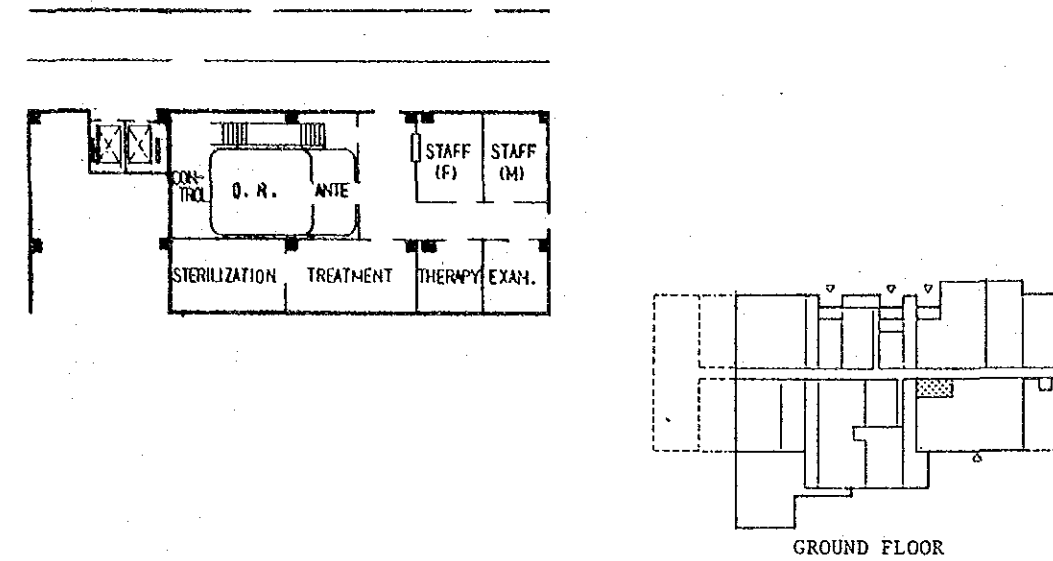 STAFF
(F)
STAFF
(M)
CON-
TROL
O. R.
ANTE
STERILIZATION
TREATMENT
THERAPY
EXAM.
GROUND FLOOR